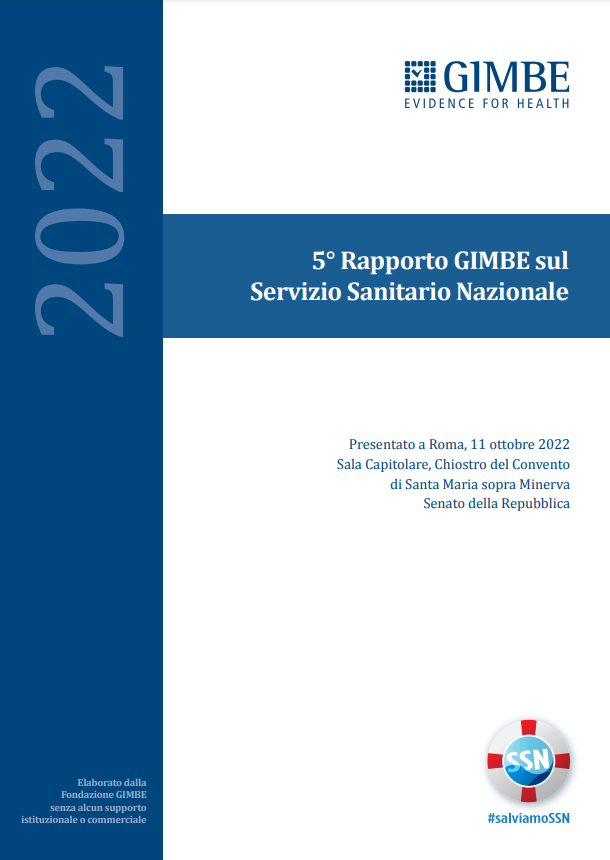 2022
GIMBE
EVIDENCE FOR HEALTH
5° Rapporto GIMBE sul
Servizio Sanitario Nazionale
Presentato a Roma, 11 ottobre 2022
Sala Capitolare, Chiostro del Convento
di Santa Maria sopra Minerva
Senato della Repubblica
Elaborato dalla
Fondazione GIMBE
senza alcun supporto
istituzionale o commerciale
SSN
#salviamoSSN